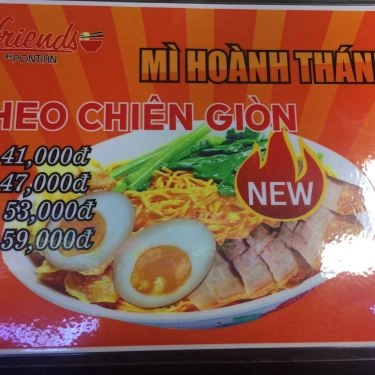 friends
by PONTIAN
MÌ HOÀNH THÁN
HEO CHIÊN GIÒN
41,000đ
47,000đ
53,000đ
59,000đ
NEW